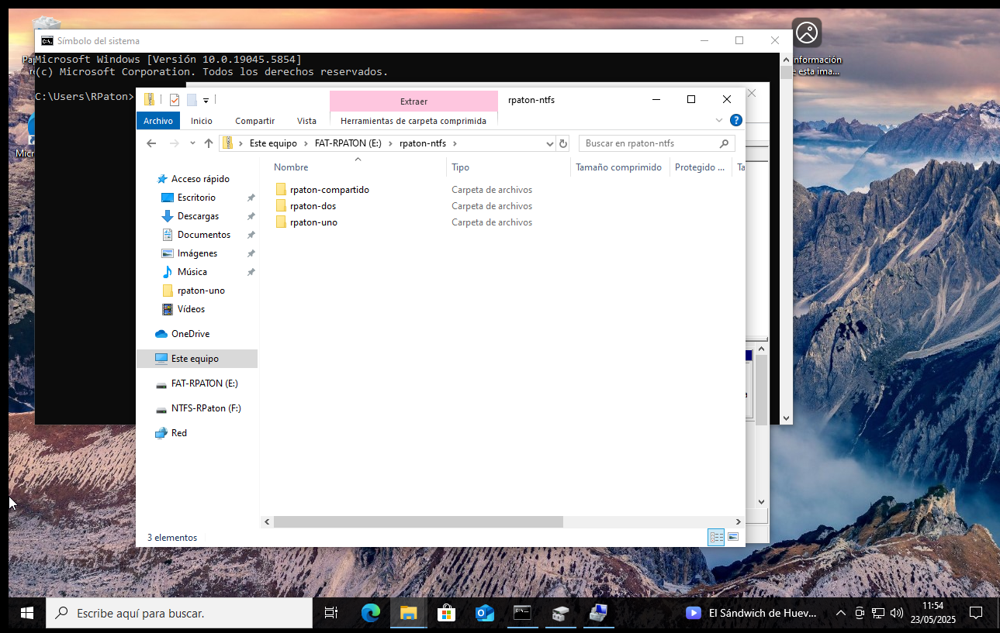 Símbolo del sistema
Microsoft Windows [Versión 10.0.19045.5854]
(c) Microsoft Corporation. Todos los derechos reservados.
C:\Users\RPaton>
nformación
e esta ima...
Extraer
rpaton-ntfs
Archivo
Inicio
Compartir
Vista
Herramientas de carpeta comprimida
Este equipo
FAT-RPATON (E:)
rpaton-ntfs
Buscar en rpaton-ntfs
Nombre
Tipo
Tamaño comprimido
Protegido ...
Ta
Acceso rápido
Escritorio
Descargas
Documentos
Imágenes
Música
rpaton-uno
Vídeos
OneDrive
Este equipo
FAT-RPATON (E:)
NTFS-RPaton (F:)
Red
rpaton-compartido Carpeta de archivos
rpaton-dos Carpeta de archivos
rpaton-uno Carpeta de archivos
3 elementos
Pa
Micr
Escribe aquí para buscar.
El Sándwich de Huev...
11:54
23/05/2025